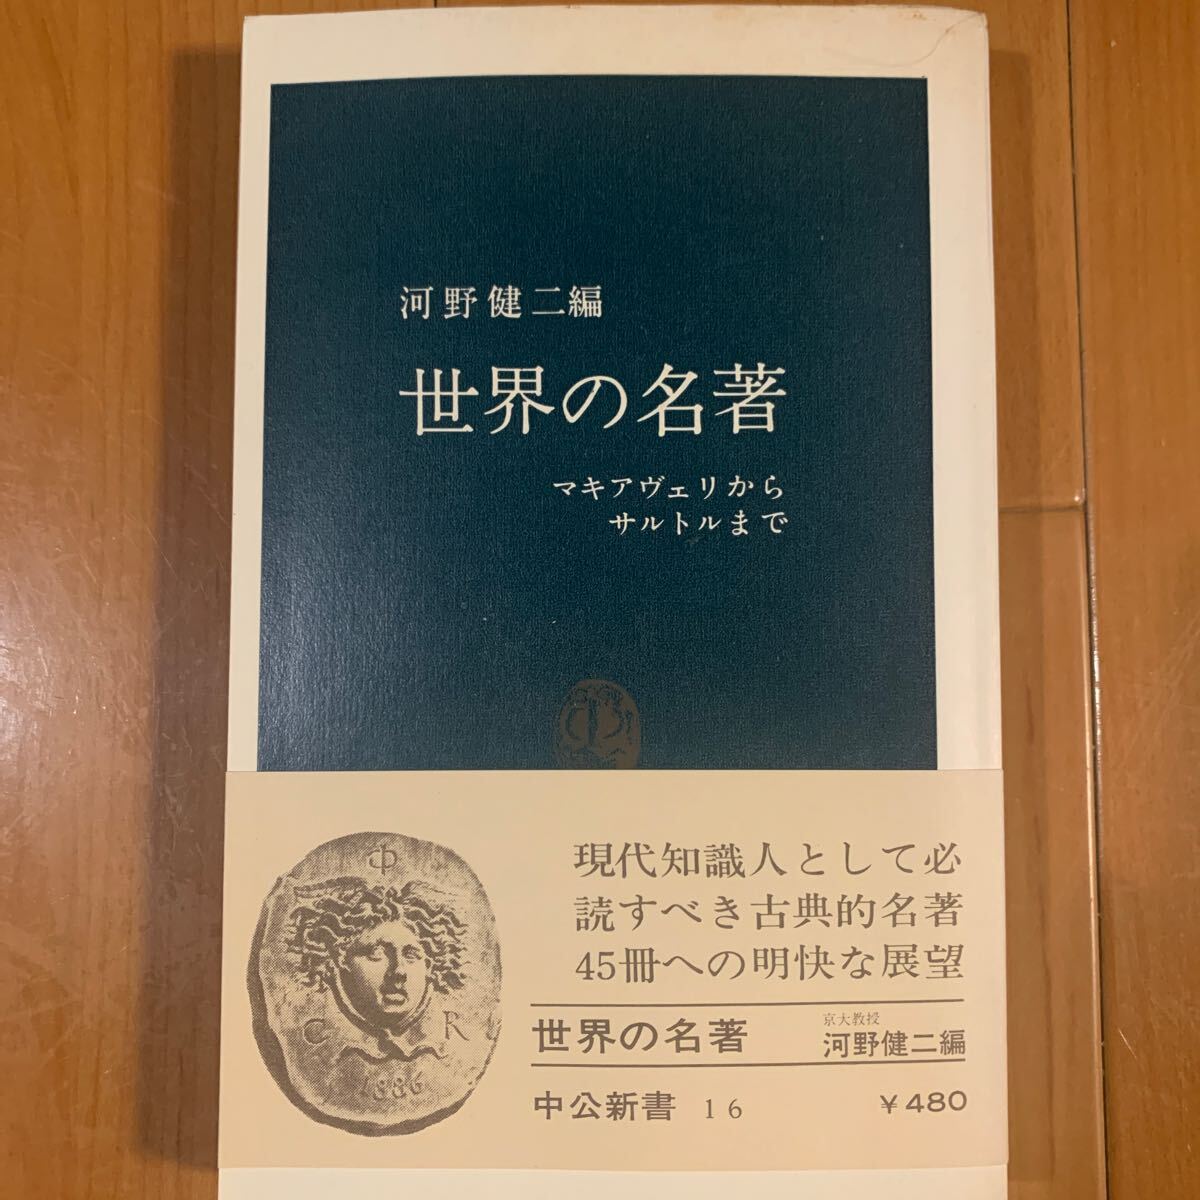 河野健二編
世界の名著
マキアヴェリから
サルトルまで
現代知識人として必
読すべき古典的名著
45冊への明快な展望
世界の名著
京大教授
河野健二編
中公新書 16
¥480
C R
1886